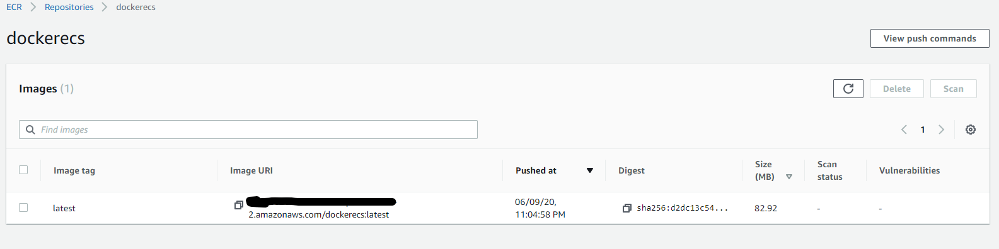 ECR Repositories dockerecs
dockerecs
View push commands
Images (1)
Delete Scan
Find images
1
Image tag Image URI Pushed at Digest Size (MB) Scan status Vulnerabilities
latest
2.amazonaws.com/dockerecs:latest
06/09/20,
11:04:58 PM
sha256:d2dc13c54...
82.92
-
-